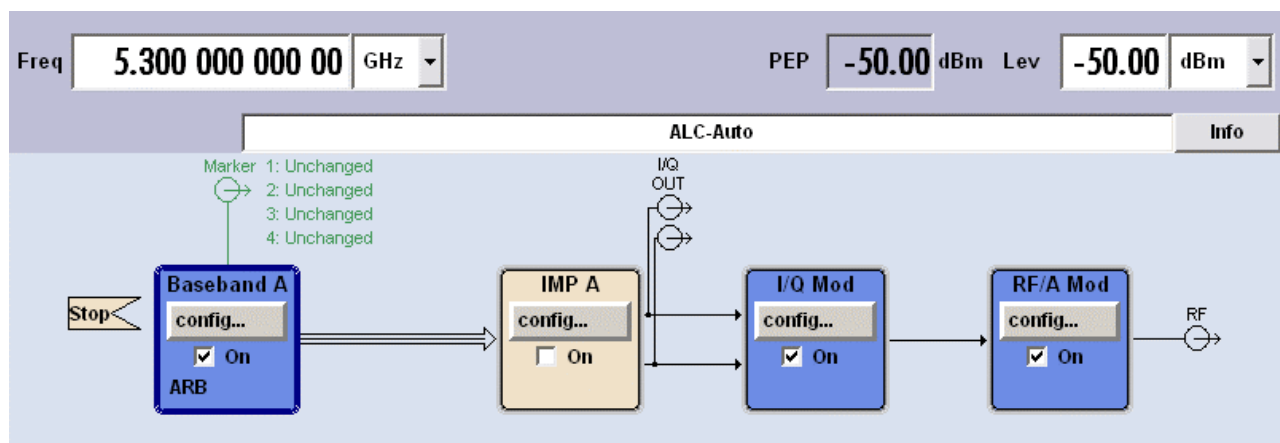 Freq 5.300 000 000 00 GHz PEP -50.00 dBm Lev -50.00 dBm
ALC-Auto Info
Marker 1: Unchanged
2: Unchanged
3: Unchanged
4: Unchanged
I/Q
OUT
Baseband A IMP A I/Q Mod RF/A Mod
Stop config... config... config... config... RF
On On On On
ARB